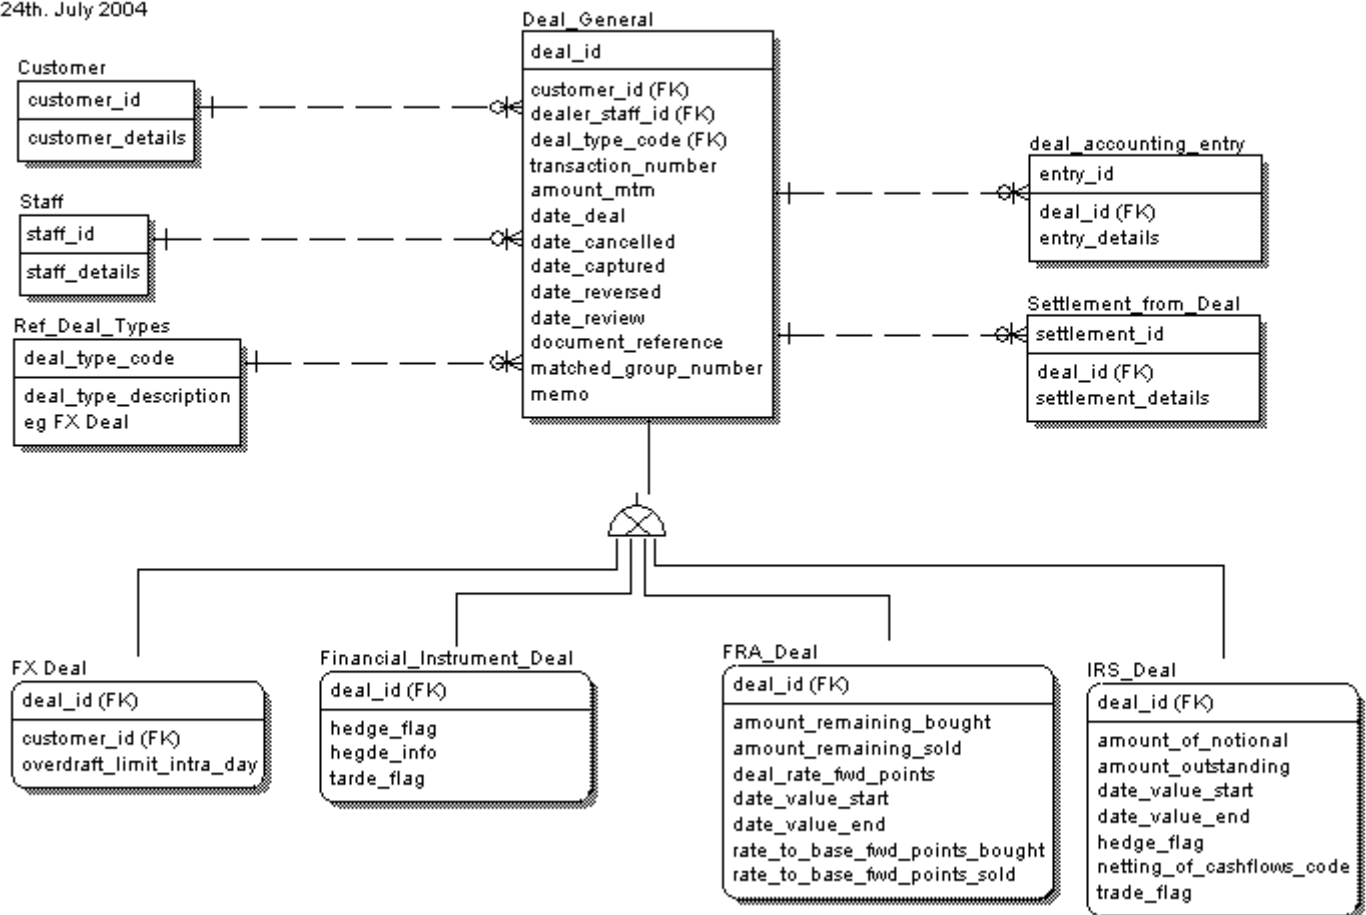 24th. July 2004
Deal_General
deal_id
customer_id (FK)
dealer_staff_id (FK)
deal_type_code (FK)
transaction_number
amount_mtm
date_deal
date_cancelled
date_captured
date_reversed
date_review
document_reference
matched_group_number
memo
Customer
customer_id
customer_details
Staff
staff_id
staff_details
Ref_Deal_Types
deal_type_code
deal_type_description
eg FX Deal
deal_accounting_entry
entry_id
deal_id (FK)
entry_details
Settlement_from_Deal
settlement_id
deal_id (FK)
settlement_details
FX Deal
deal_id (FK)
customer_id (FK)
overdraft_limit_intra_day
Financial_Instrument_Deal
deal_id (FK)
hedge_flag
hegde_info
tarde_flag
FRA_Deal
deal_id (FK)
amount_remaining_bought
amount_remaining_sold
deal_rate_fwd_points
date_value_start
date_value_end
rate_to_base_fwd_points_bought
rate_to_base_fwd_points_sold
IRS_Deal
deal_id (FK)
amount_of_notional
amount_outstanding
date_value_start
date_value_end
hedge_flag
netting_of_cashflows_code
trade_flag